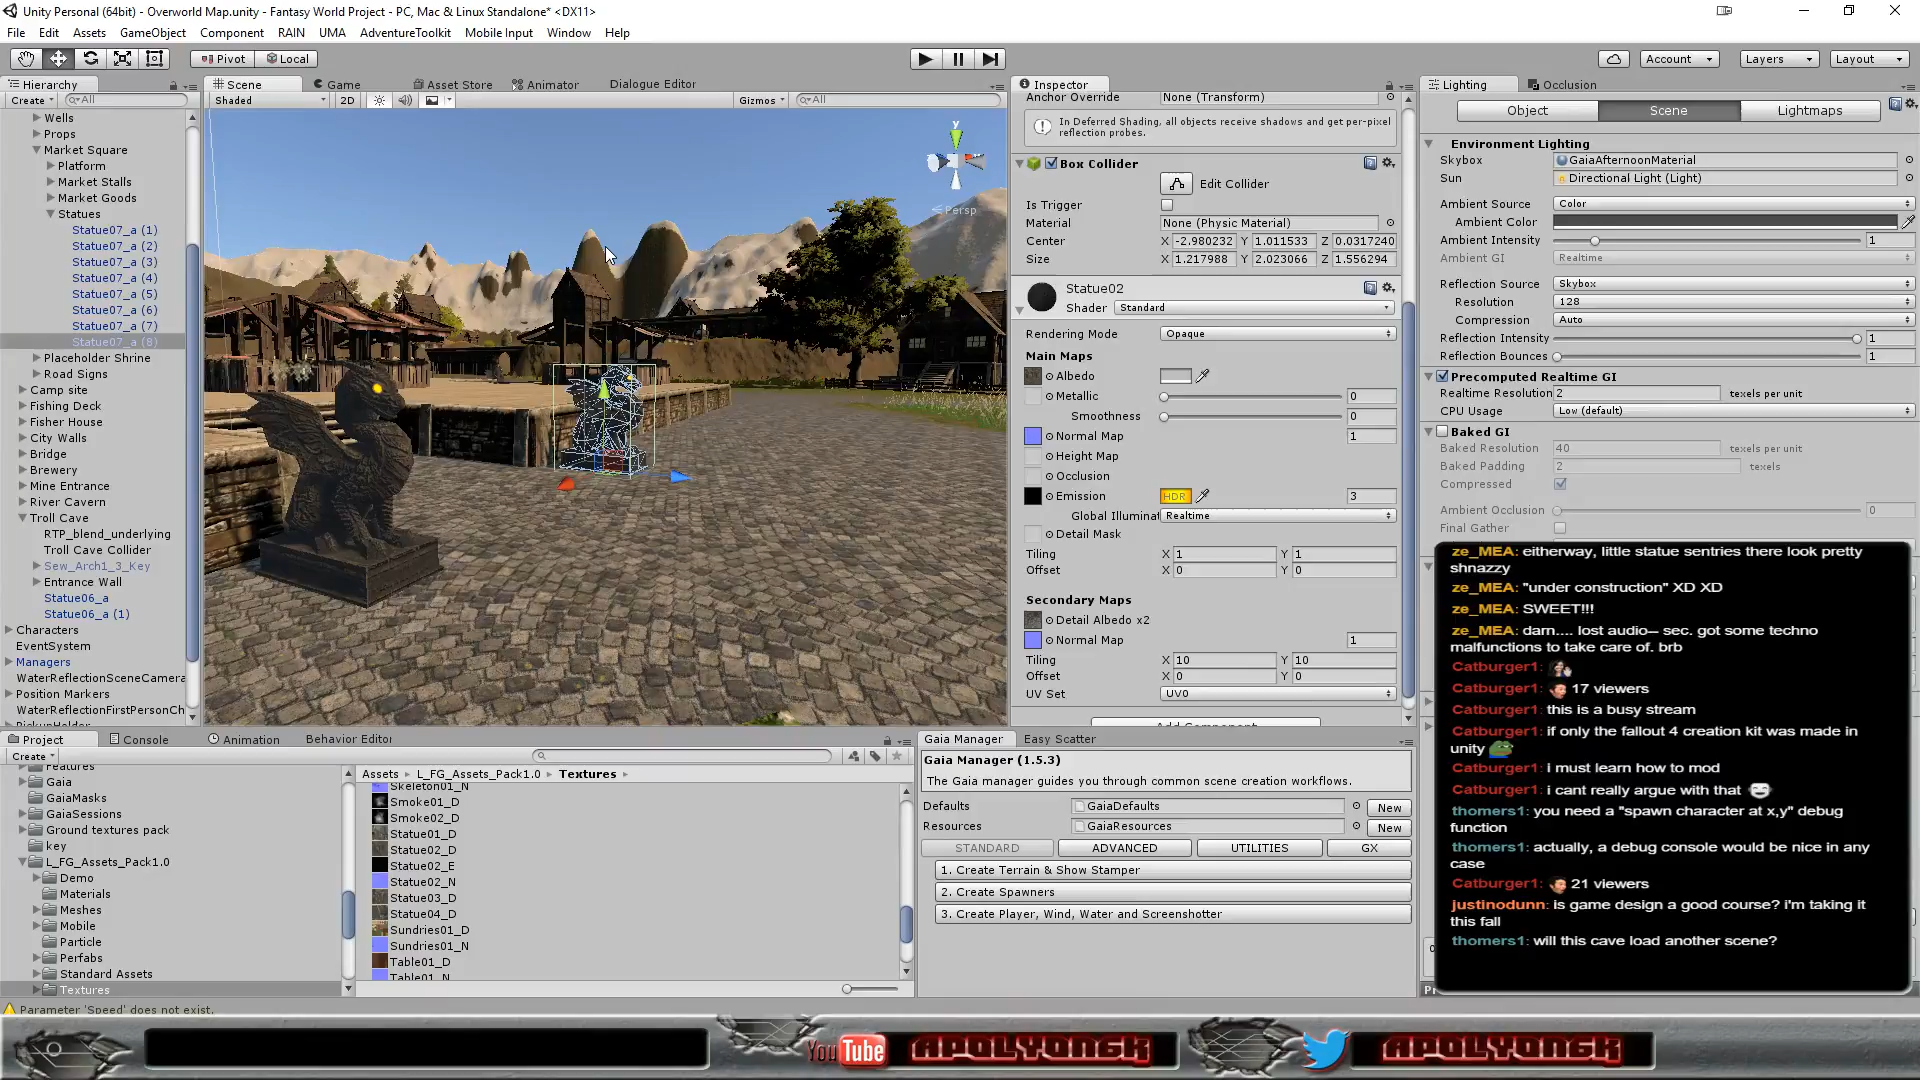 Unity Personal (64bit) - Overworld Map.unity - Fantasy World Project - PC, Mac & Linux Standalone* <DX11>
File Edit Assets GameObject Component RAIN UMA AdventureToolkit Mobile Input Window Help
Pivot Local Account Layers Layout
Hierarchy Scene Game Asset Store Animator Dialogue Editor Inspector Lighting Occlusion
Create All Shaded 2D Gizmos All
Wells
Props
Market Square
Platform
Market Stalls
Market Goods
Statues
Statue07_a (1)
Statue07_a (2)
Statue07_a (3)
Statue07_a (4)
Statue07_a (5)
Statue07_a (6)
Statue07_a (7)
Statue07_a (8)
Placeholder Shrine
Road Signs
Camp site
Fishing Deck
Fisher House
City Walls
Bridge
Brewery
Mine Entrance
River Cavern
Troll Cave
RTP_blend_underlying
Troll Cave Collider
Sew_Arch1_3_Key
Entrance Wall
Statue06_a
Statue06_a (1)
Characters
EventSystem
Managers
WaterReflectionSceneCamera
Position Markers
WaterReflectionFirstPersonCh
y
Persp
Anchor Override None (Transform)
In Deferred Shading, all objects receive shadows and get per-pixel
reflection probes.
Box Collider
Edit Collider
Is Trigger
Material None (Physic Material)
Center X -2.980232 Y 1.011533 Z 0.0317240
Size X 1.217988 Y 2.023066 Z 1.556294
Statue02
Shader Standard
Rendering Mode Opaque
Main Maps
Albedo
Metallic 0
Smoothness 0
Normal Map 1
Height Map
Occlusion
Emission HDR 3
Global Illuminat Realtime
Detail Mask
Tiling X 1 Y 1
Offset X 0 Y 0
Secondary Maps
Detail Albedo x2
Normal Map 1
Tiling X 10 Y 10
Offset X 0 Y 0
UV Set UV0
Add Component
Object Scene Lightmaps
Environment Lighting
Skybox GaiaAfternoonMaterial
Sun Directional Light (Light)
Ambient Source Color
Ambient Color
Ambient Intensity 1
Ambient GI Realtime
Reflection Source Skybox
Resolution 128
Compression Auto
Reflection Intensity 1
Reflection Bounces 1
Precomputed Realtime GI
Realtime Resolution 2 texels per unit
CPU Usage Low (default)
Baked GI
Baked Resolution 40 texels per unit
Baked Padding 2 texels
Compressed
Ambient Occlusion 0
Final Gather
ze_MEA: eitherway, little statue sentries there look pretty
shnazzy
ze_MEA: "under construction" XD XD
ze_MEA: SWEET!!!
ze_MEA: darn.... lost audio-- sec. got some techno
malfunctions to take care of. brb
Catburger1:
Catburger1: 17 viewers
Catburger1: this is a busy stream
Catburger1: if only the fallout 4 creation kit was made in
unity
Catburger1: i must learn how to mod
Catburger1: i cant really argue with that
thomers1: you need a "spawn character at x,y" debug
function
thomers1: actually, a debug console would be nice in any
case
Catburger1: 21 viewers
justinodunn: is game design a good course? i'm taking it
this fall
thomers1: will this cave load another scene?
Project Console Animation Behavior Editor
Create
Features
Gaia
GaiaMasks
GaiaSessions
Ground textures pack
key
L_FG_Assets_Pack1.0
Demo
Materials
Meshes
Mobile
Particle
Perfabs
Standard Assets
Textures
Assets L_FG_Assets_Pack1.0 Textures
Skeleton01_N
Smoke01_D
Smoke02_D
Statue01_D
Statue02_D
Statue02_E
Statue02_N
Statue03_D
Statue04_D
Sundries01_D
Sundries01_N
Table01_D
Table01_N
Gaia Manager Easy Scatter
Gaia Manager (1.5.3)
The Gaia manager guides you through common scene creation workflows.
Defaults GaiaDefaults New
Resources GaiaResources New
STANDARD ADVANCED UTILITIES GX
1. Create Terrain & Show Stamper
2. Create Spawners
3. Create Player, Wind, Water and Screenshotter
Parameter 'Speed' does not exist.
YouTube APOLYONGK APOLYONGK